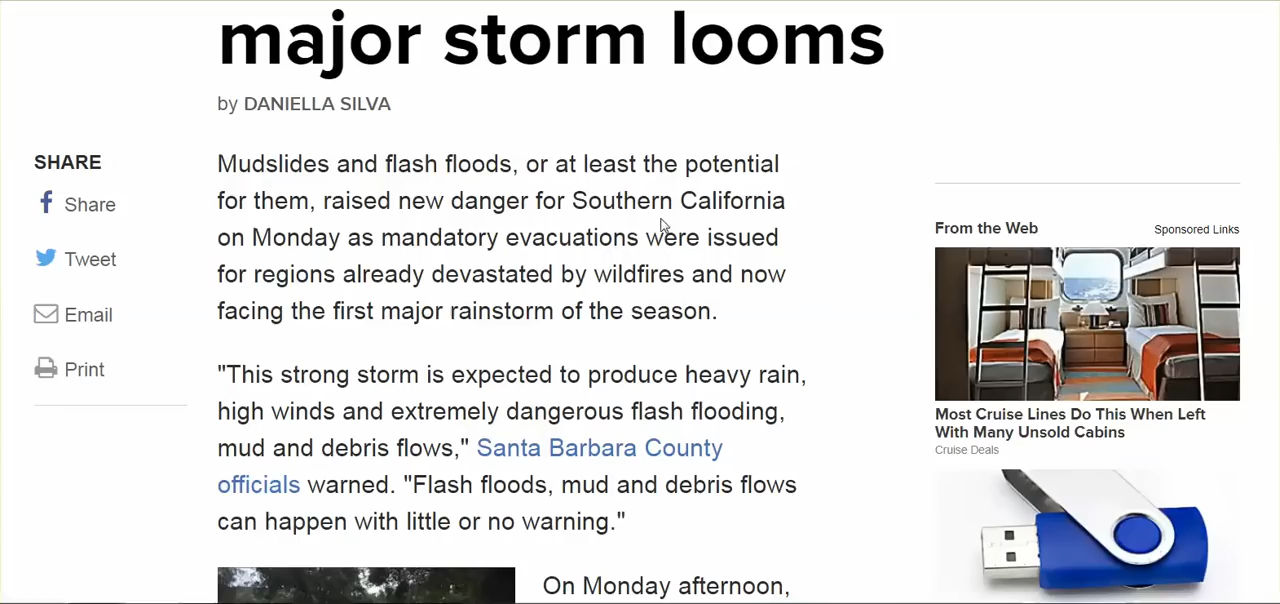 major storm looms
by DANIELLA SILVA
SHARE
Share
Tweet
Email
Print
Mudslides and flash floods, or at least the potential
for them, raised new danger for Southern California
on Monday as mandatory evacuations were issued
for regions already devastated by wildfires and now
facing the first major rainstorm of the season.
"This strong storm is expected to produce heavy rain,
high winds and extremely dangerous flash flooding,
mud and debris flows," Santa Barbara County
officials warned. "Flash floods, mud and debris flows
can happen with little or no warning."
On Monday afternoon,
From the Web
Sponsored Links
Most Cruise Lines Do This When Left
With Many Unsold Cabins
Cruise Deals